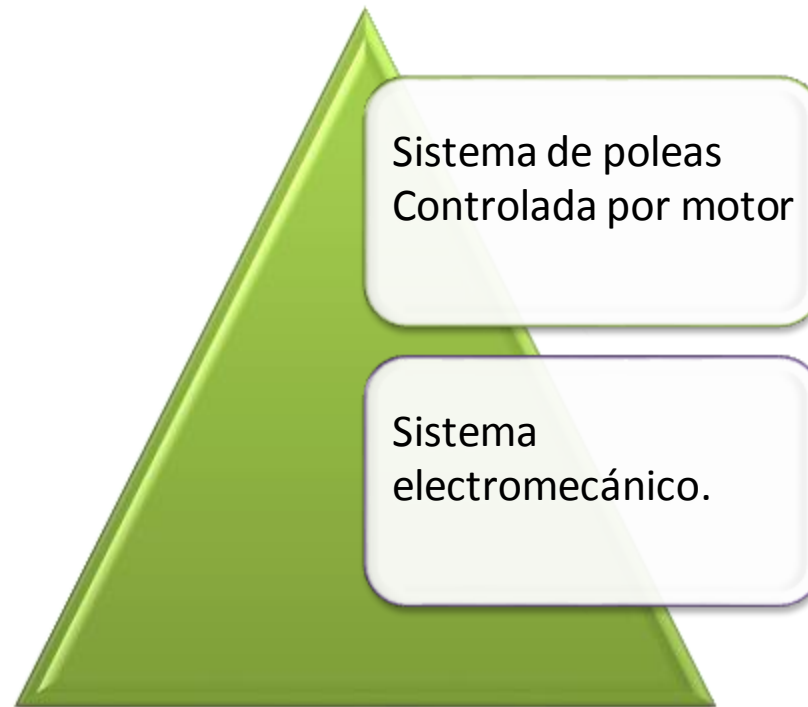 Sistema de poleas
Controlada por motor
Sistema
electromecánico.